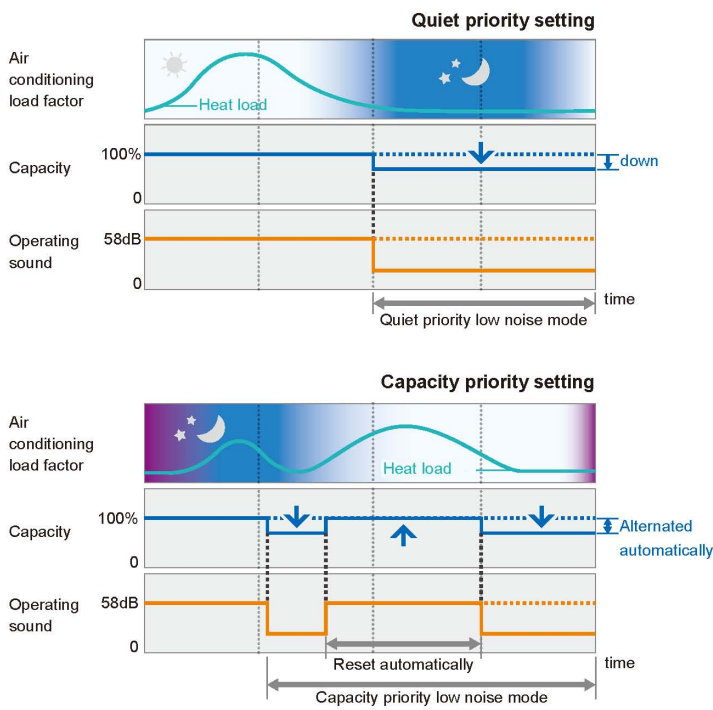 Quiet priority setting
Air
conditioning
load factor
Heat load
Capacity
100%
0
down
Operating
sound
58dB
0
time
Quiet priority low noise mode
Capacity priority setting
Air
conditioning
load factor
Heat load
Capacity
100%
0
Alternated
automatically
Operating
sound
58dB
0
Reset automatically
time
Capacity priority low noise mode